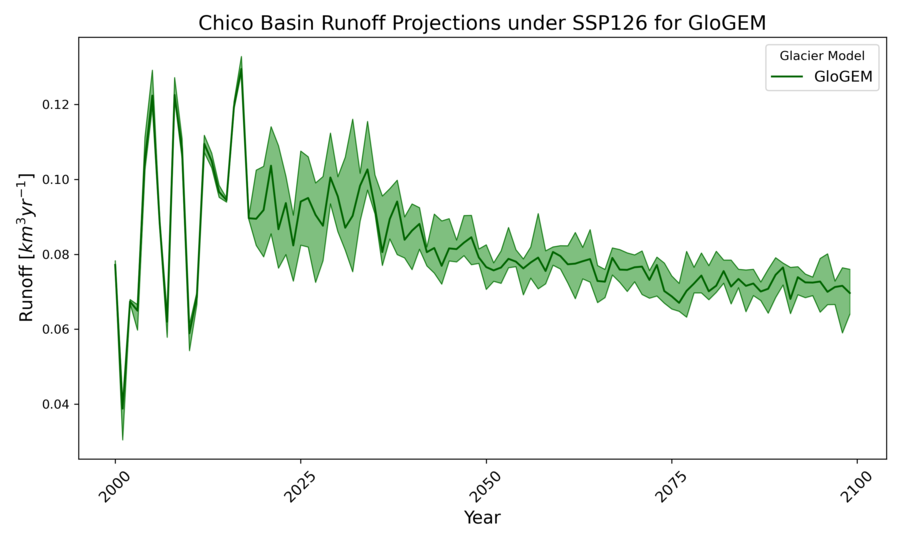 Chico Basin Runoff Projections under SSP126 for GloGEM
Glacier Model
GloGEM
0.12
0.10
0.08
0.06
0.04
Runoff [km³yr⁻¹]
2000
2025
2050
2075
2100
Year